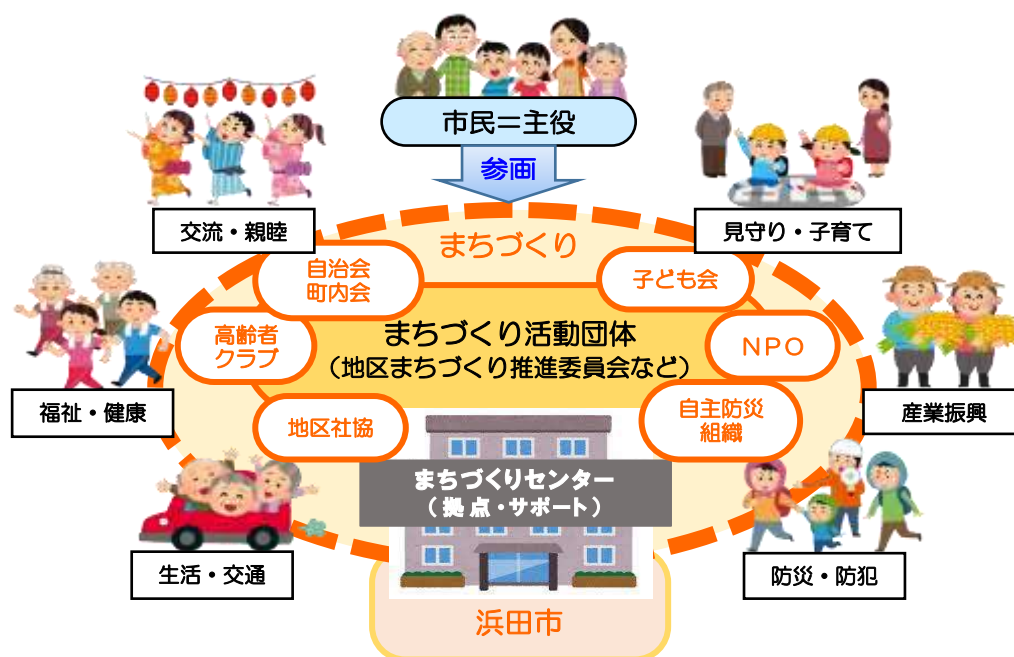 市民＝主役
参画
交流・親睦
見守り・子育て
まちづくり
自治会
町内会
子ども会
高齢者
クラブ
まちづくり活動団体
（地区まちづくり推進委員会など）
ＮＰＯ
福祉・健康
地区社協
自主防災
組織
産業振興
まちづくりセンター
（拠点・サポート）
生活・交通
防災・防犯
浜田市